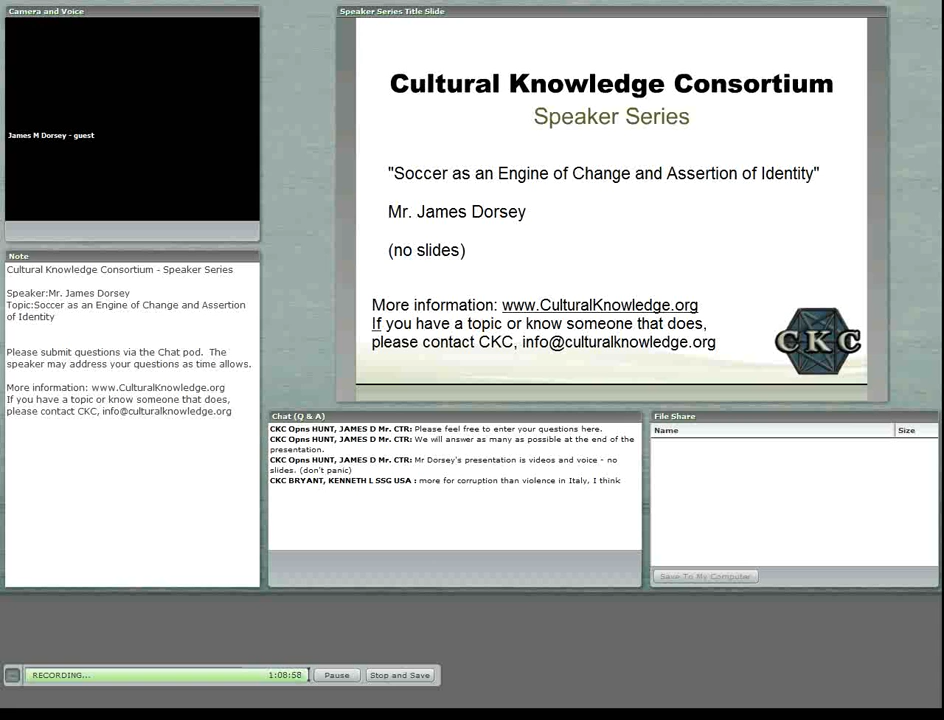 Camera and Voice
James M Dorsey - guest
Speaker Series Title Slide
Cultural Knowledge Consortium
Speaker Series
"Soccer as an Engine of Change and Assertion of Identity"
Mr. James Dorsey
(no slides)
More information: www.CulturalKnowledge.org
If you have a topic or know someone that does,
please contact CKC, info@culturalknowledge.org
CKC
Note
Cultural Knowledge Consortium - Speaker Series
Speaker:Mr. James Dorsey
Topic:Soccer as an Engine of Change and Assertion
of Identity
Please submit questions via the Chat pod.  The
speaker may address your questions as time allows.
More information: www.CulturalKnowledge.org
If you have a topic or know someone that does,
please contact CKC, info@culturalknowledge.org
Chat (Q & A)
CKC Opns HUNT, JAMES D Mr. CTR: Please feel free to enter your questions here.
CKC Opns HUNT, JAMES D Mr. CTR: We will answer as many as possible at the end of the
presentation.
CKC Opns HUNT, JAMES D Mr. CTR: Mr Dorsey's presentation is videos and voice - no
slides. (don't panic)
CKC BRYANT, KENNETH L SSG USA : more for corruption than violence in Italy, I think
File Share
Name Size
Save To My Computer
RECORDING... 1:08:58 Pause Stop and Save